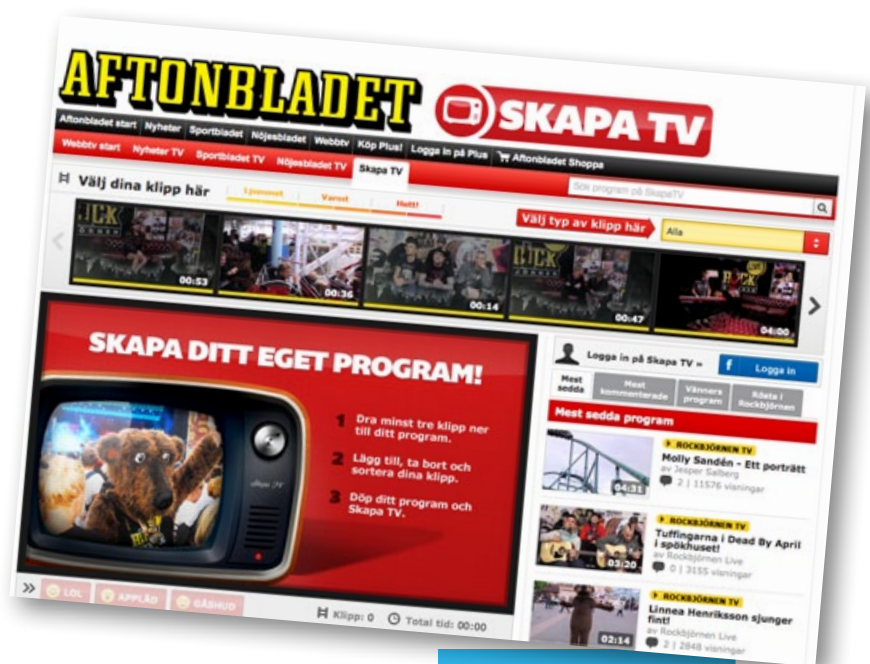 AFTONBLADET SKAPA TV
Aftonbladet start Nyheter Sportbladet Nöjesbladet Webbtv Köp Plus! Logga in på Plus Aftonbladet Shoppa
Webbtv start Nyheter TV Sportbladet TV Nöjesbladet TV Skapa TV
Sök program på SkapaTV
Välj dina klipp här
Ljummet Varmt Hett!
Välj typ av klipp här Alla
00:53 00:36 00:14 00:47 04:00
SKAPA DITT EGET PROGRAM!
1 Dra minst tre klipp ner
till ditt program.
2 Lägg till, ta bort och
sortera dina klipp.
3 Döp ditt program och
Skapa TV.
Skapa TV
LOL APPLÅD GÅSHUD
Klipp: 0 Total tid: 00:00
Logga in på Skapa TV » f Logga in
Mest
sedda
Mest
kommenterade
Vänners
program
Rösta i
Rockbjörnen
Mest sedda program
ROCKBJÖRNEN TV
Molly Sandén - Ett porträtt
av Jesper Salberg
2 | 11576 visningar
04:31
ROCKBJÖRNEN TV
Tuffingarna i Dead By April
i spökhuset!
av Rockbjörnen Live
0 | 3155 visningar
03:20
ROCKBJÖRNEN TV
Linnea Henriksson sjunger
fint!
av Rockbjörnen Live
2 | 2848 visningar
02:14